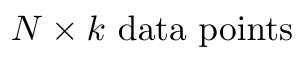 N × k data points